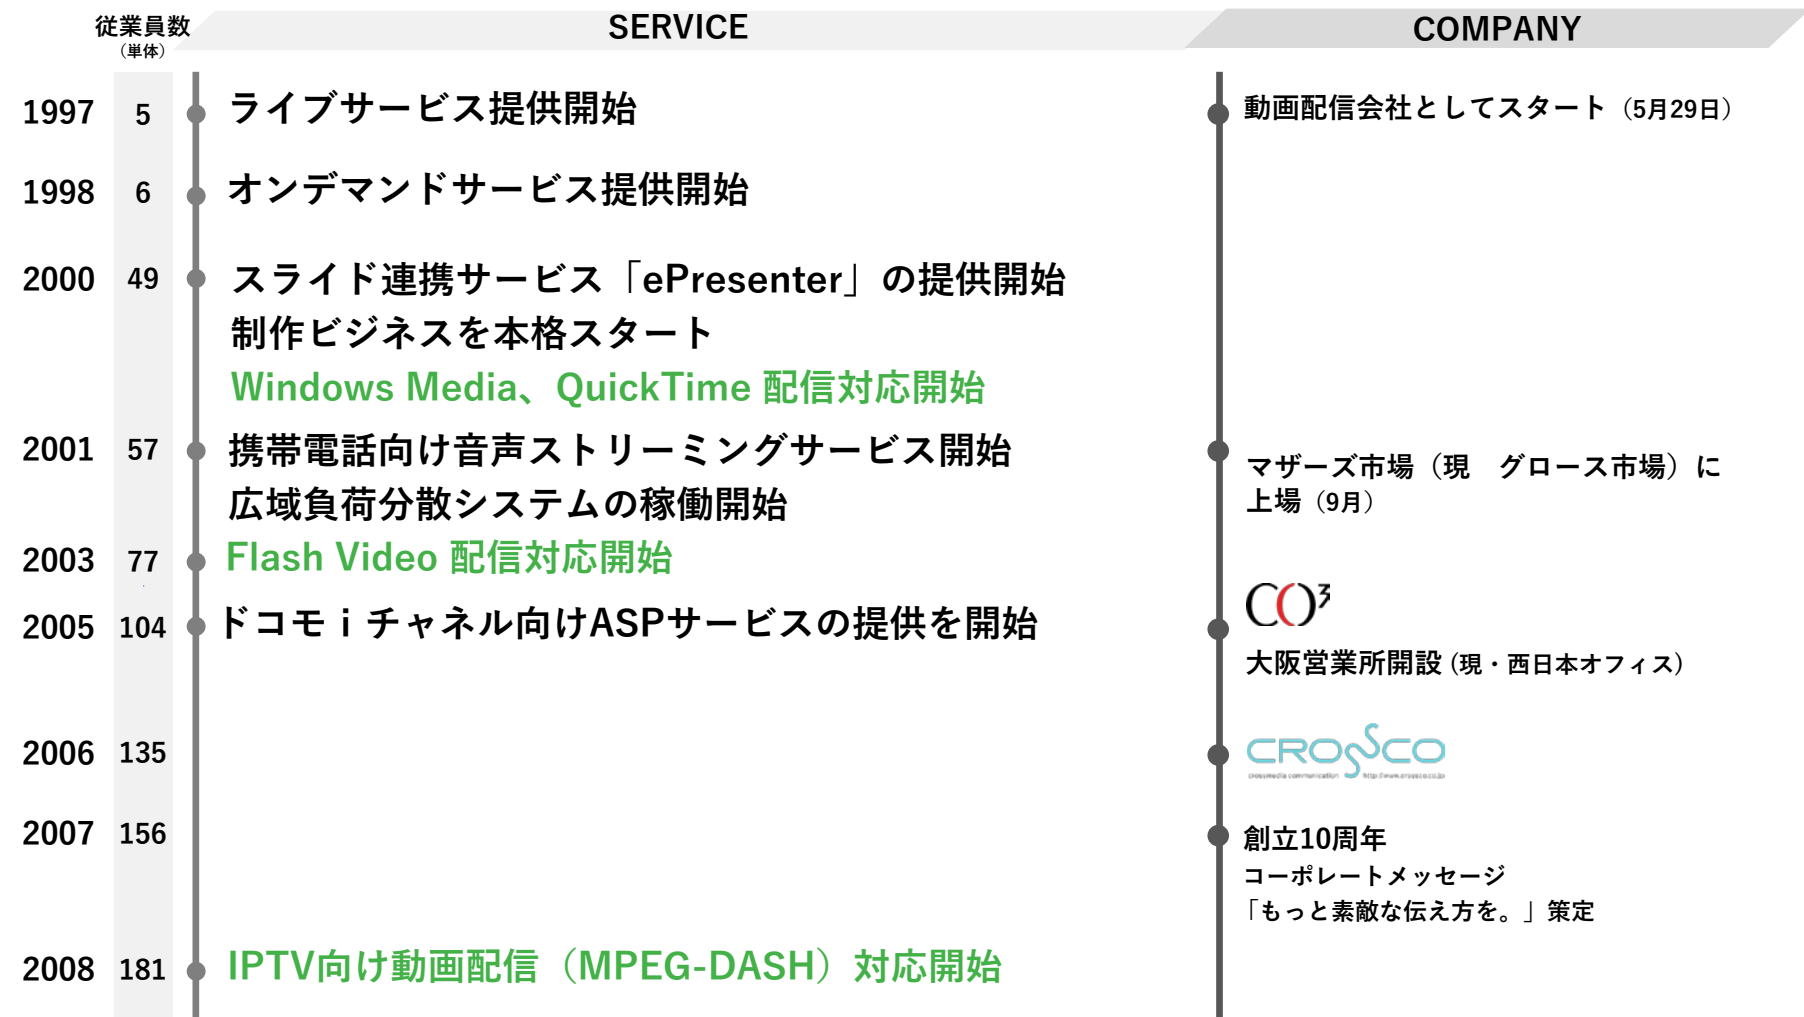 従業員数
（単体）
SERVICE
COMPANY
1997 5 ライブサービス提供開始
動画配信会社としてスタート（5月29日）
1998 6 オンデマンドサービス提供開始
2000 49 スライド連携サービス「ePresenter」の提供開始
制作ビジネスを本格スタート
Windows Media、QuickTime 配信対応開始
2001 57 携帯電話向け音声ストリーミングサービス開始
広域負荷分散システムの稼働開始
マザーズ市場（現　グロース市場）に
上場（9月）
2003 77 Flash Video 配信対応開始
2005 104 ドコモｉチャネル向けASPサービスの提供を開始
CO3
大阪営業所開設（現・西日本オフィス）
2006 135
CROSSCO
crossmedia communication http://www.crossco.co.jp
2007 156 創立10周年
コーポレートメッセージ
「もっと素敵な伝え方を。」策定
2008 181 IPTV向け動画配信（MPEG-DASH）対応開始